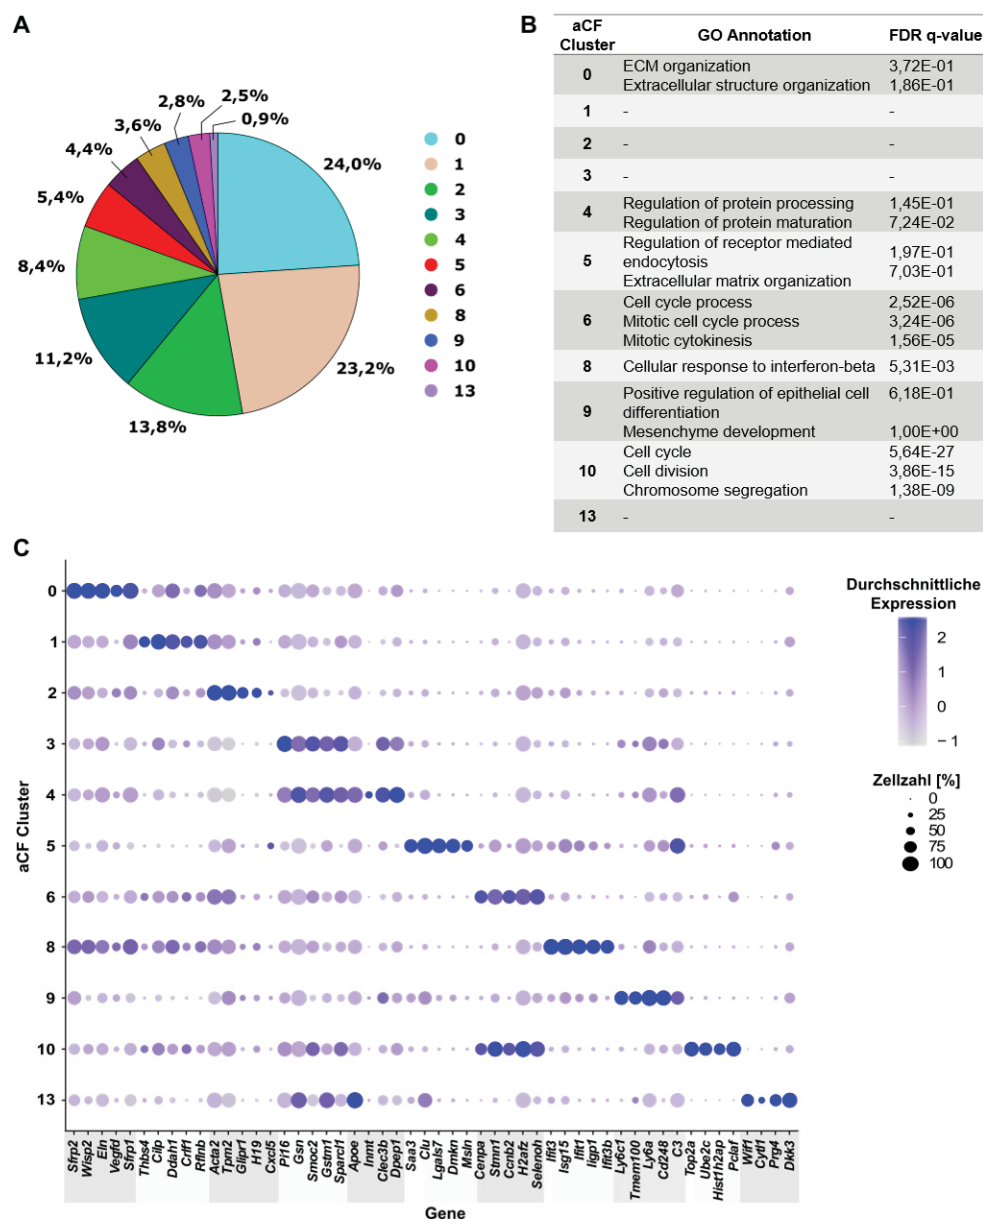 A
2,8%
2,5%
0,9%
3,6%
4,4%
5,4%
8,4%
11,2%
13,8%
23,2%
24,0%
0
1
2
3
4
5
6
8
9
10
13
B
aCF Cluster GO Annotation FDR q-value
0 ECM organization 3,72E-01
Extracellular structure organization 1,86E-01
1 - -
2 - -
3 - -
4 Regulation of protein processing 1,45E-01
Regulation of protein maturation 7,24E-02
5 Regulation of receptor mediated
endocytosis 1,97E-01
Extracellular matrix organization 7,03E-01
6 Cell cycle process 2,52E-06
Mitotic cell cycle process 3,24E-06
Mitotic cytokinesis 1,56E-05
8 Cellular response to interferon-beta 5,31E-03
9 Positive regulation of epithelial cell 6,18E-01
differentiation
Mesenchyme development 1,00E+00
10 Cell cycle 5,64E-27
Cell division 3,86E-15
Chromosome segregation 1,38E-09
13 - -
C
aCF Cluster
0
1
2
3
4
5
6
8
9
10
13
Sfrp2
Wisp2
Eln
Vegfd
Sfrp1
Thbs4
Cilp
Ddah1
Crlf1
Rflnb
Acta2
Tpm2
Glipr1
H19
Cxcl5
Pi16
Gsn
Smoc2
Gstm1
Sparcl1
Apoe
Inmt
Clec3b
Dpep1
Saa3
Clu
Lgals7
Dmkn
Msln
Cenpa
Stmn1
Ccnb2
H2afz
Selenoh
Ifit3
Isg15
Ifit1
Iigp1
Ifit3b
Ly6c1
Tmem100
Ly6a
Cd248
C3
Top2a
Ube2c
Hist1h2ap
Pclaf
Wif1
Cytl1
Prg4
Dkk3
Gene
Durchschnittliche
Expression
2
1
0
− 1
Zellzahl [%]
0
25
50
75
100